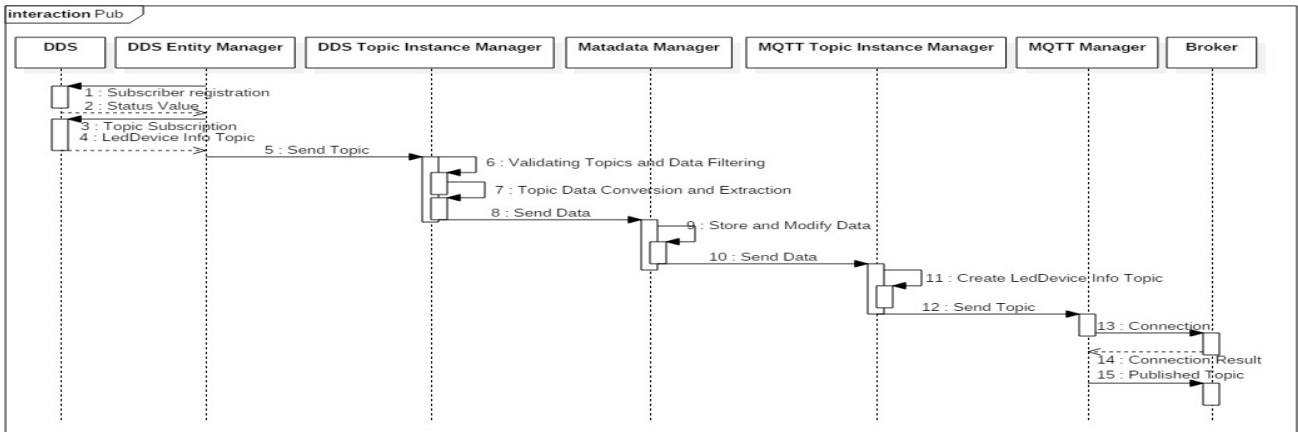 interaction Pub
DDS
DDS Entity Manager
DDS Topic Instance Manager
Matadata Manager
MQTT Topic Instance Manager
MQTT Manager
Broker
1 : Subscriber registration
2 : Status Value
3 : Topic Subscription
4 : LedDevice Info Topic
5 : Send Topic
6 : Validating Topics and Data Filtering
7 : Topic Data Conversion and Extraction
8 : Send Data
9 : Store and Modify Data
10 : Send Data
11 : Create LedDevice Info Topic
12 : Send Topic
13 : Connection
14 : Connection Result
15 : Published Topic